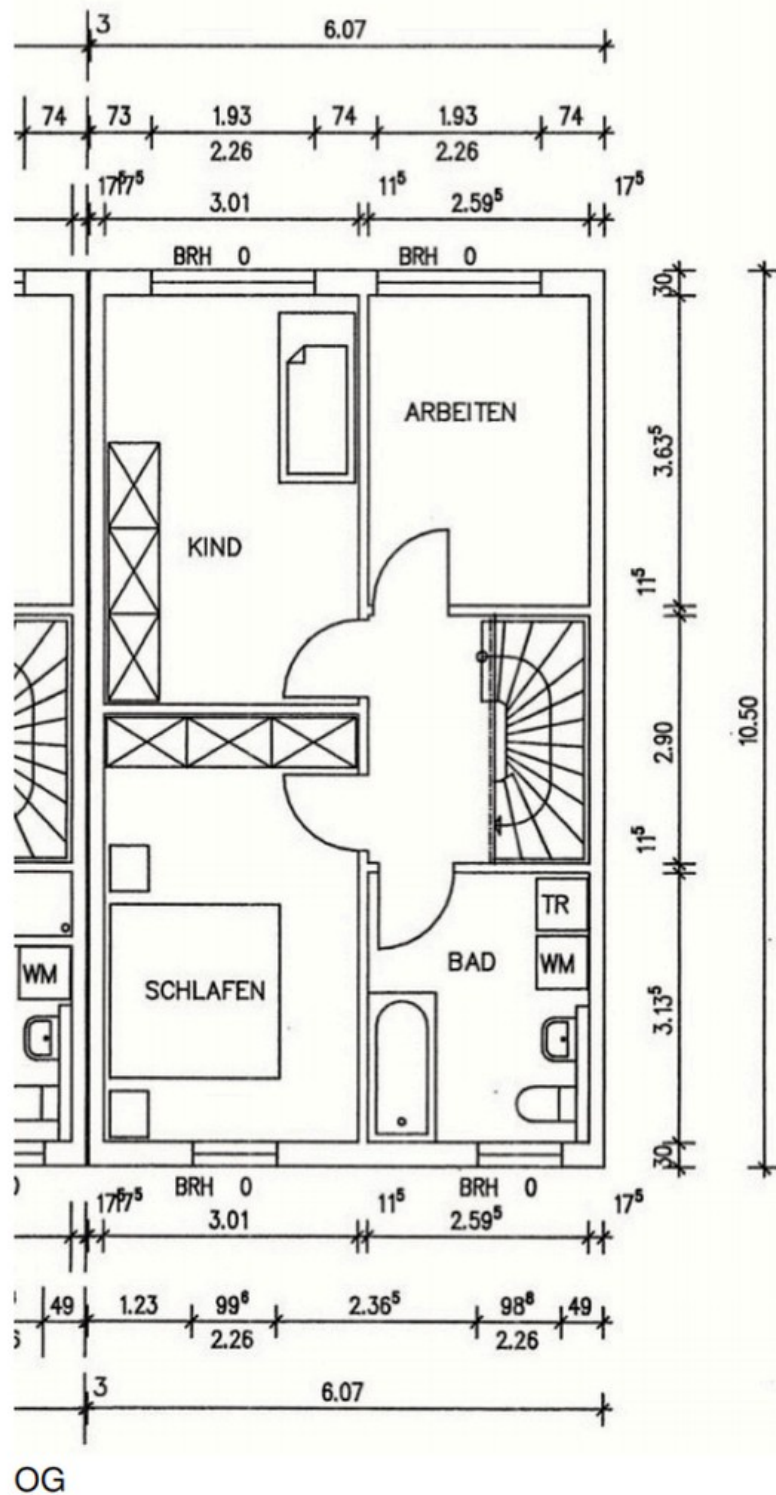 3 6.07
74 73 1.93 74 1.93 74
2.26 2.26
17⁵ 17⁵ 3.01 11⁵ 2.59⁵ 17⁵
BRH 0 BRH 0
30
ARBEITEN
3.63⁵
KIND
11⁵
2.90
10.50
11⁵
TR
WM BAD WM
SCHLAFEN
3.13⁵
30
0 BRH 0 BRH 0
17⁵ 17⁵ 3.01 11⁵ 2.59⁵ 17⁵
49 1.23 99⁶ 2.36⁵ 98⁶ 49
6 2.26 2.26
3 6.07
OG